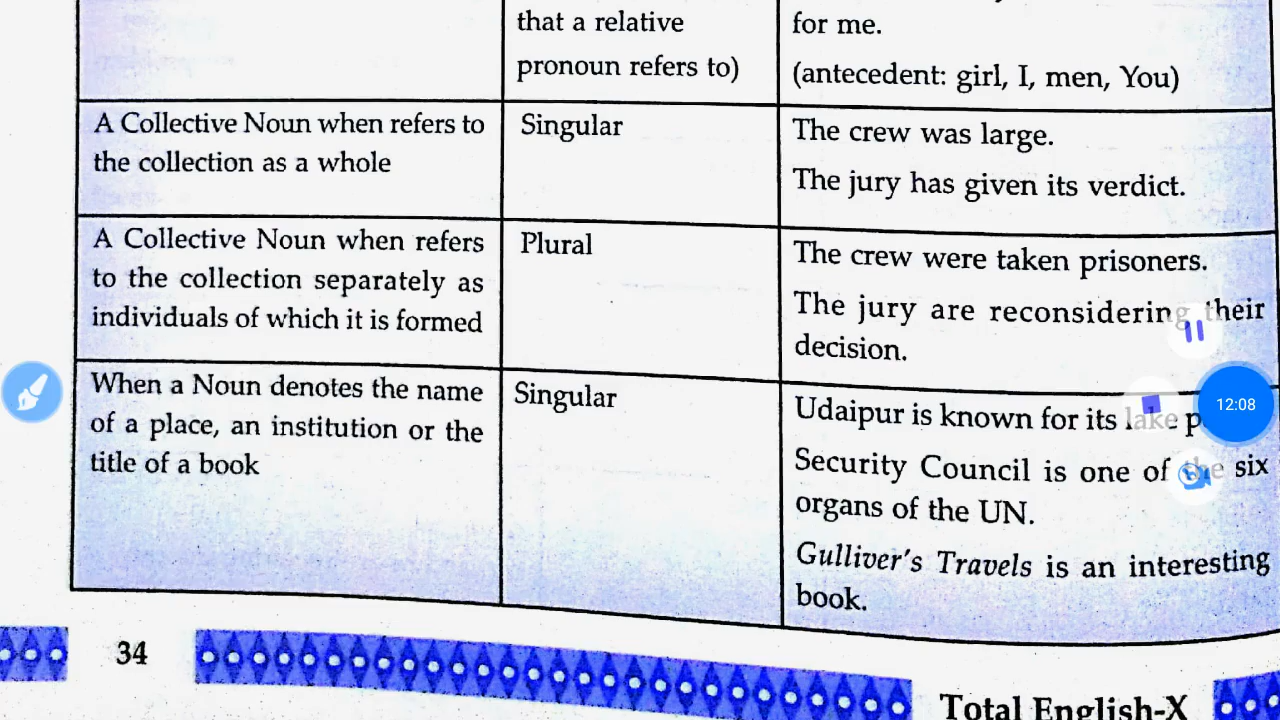 that a relative
pronoun refers to)
for me.
(antecedent: girl, I, men, You)
A Collective Noun when refers to
the collection as a whole
Singular
The crew was large.
The jury has given its verdict.
A Collective Noun when refers
to the collection separately as
individuals of which it is formed
Plural
The crew were taken prisoners.
The jury are reconsidering their
decision.
When a Noun denotes the name
of a place, an institution or the
title of a book
Singular
Udaipur is known for its lake
Security Council is one of the six
organs of the UN.
Gulliver's Travels is an interesting
book.
12:08
34
Total English-X